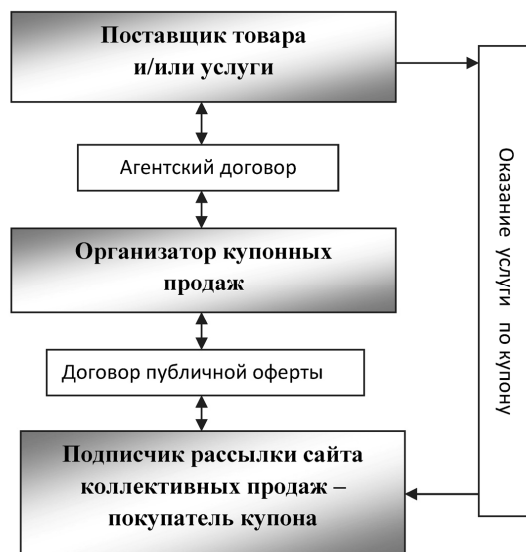 Поставщик товара
и/или услуги
Агентский договор
Организатор купонных
продаж
Договор публичной оферты
Подписчик рассылки сайта
коллективных продаж –
покупатель купона
Оказание услуги по купону